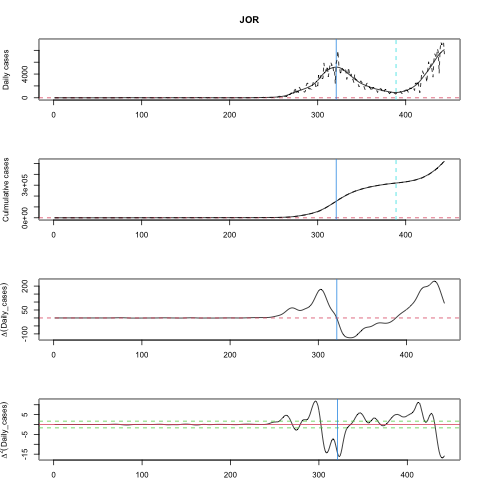 JOR
Daily cases
4000
0
0 100 200 300 400
Culmulative cases
3e+05
0e+00
0 100 200 300 400
Δ(Daily_cases)
200
-100
0 100 200 300 400
Δ²(Daily_cases)
5
-5
-15
0 100 200 300 400